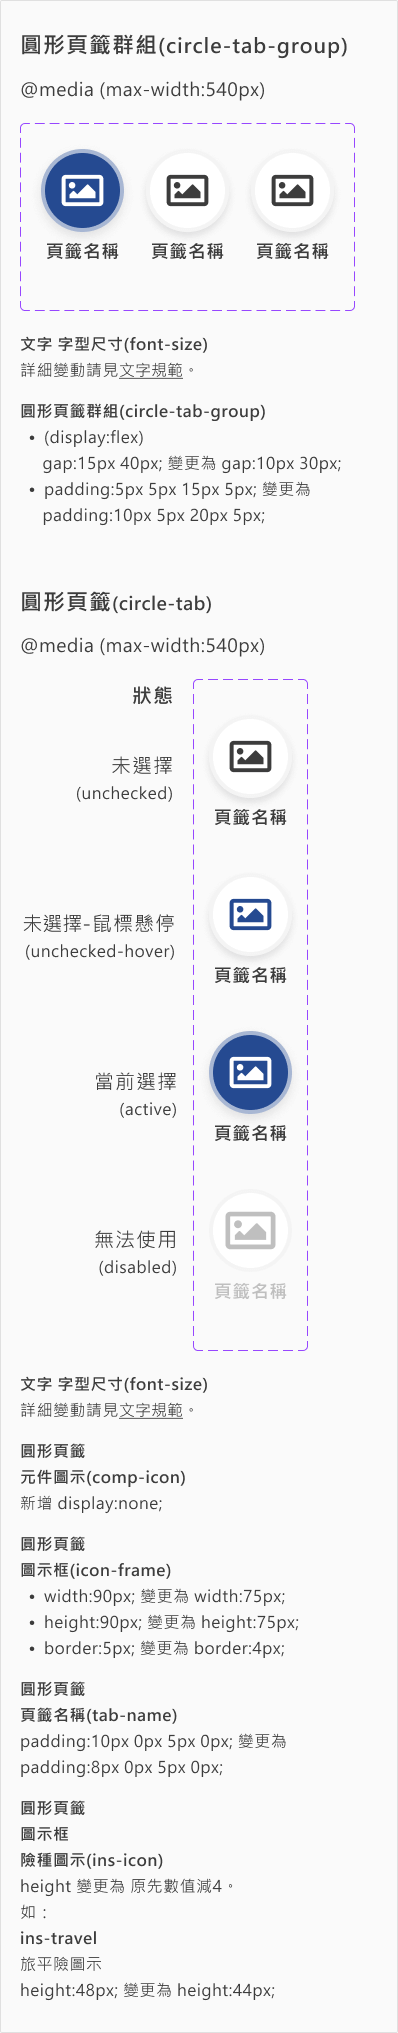 圓形頁籤群組(circle-tab-group)
@media (max-width:540px)
頁籤名稱 頁籤名稱 頁籤名稱
文字 字型尺寸(font-size)
詳細變動請見文字規範。
圓形頁籤群組(circle-tab-group)
• (display:flex)
gap:15px 40px; 變更為 gap:10px 30px;
• padding:5px 5px 15px 5px; 變更為
padding:10px 5px 20px 5px;
圓形頁籤(circle-tab)
@media (max-width:540px)
狀態
未選擇
(unchecked)
頁籤名稱
未選擇-鼠標懸停
(unchecked-hover)
頁籤名稱
當前選擇
(active)
頁籤名稱
無法使用
(disabled)
頁籤名稱
文字 字型尺寸(font-size)
詳細變動請見文字規範。
圓形頁籤
元件圖示(comp-icon)
新增 display:none;
圓形頁籤
圖示框(icon-frame)
• width:90px; 變更為 width:75px;
• height:90px; 變更為 height:75px;
• border:5px; 變更為 border:4px;
圓形頁籤
頁籤名稱(tab-name)
padding:10px 0px 5px 0px; 變更為
padding:8px 0px 5px 0px;
圓形頁籤
圖示框
險種圖示(ins-icon)
height 變更為 原先數值減4。
如：
ins-travel
旅平險圖示
height:48px; 變更為 height:44px;